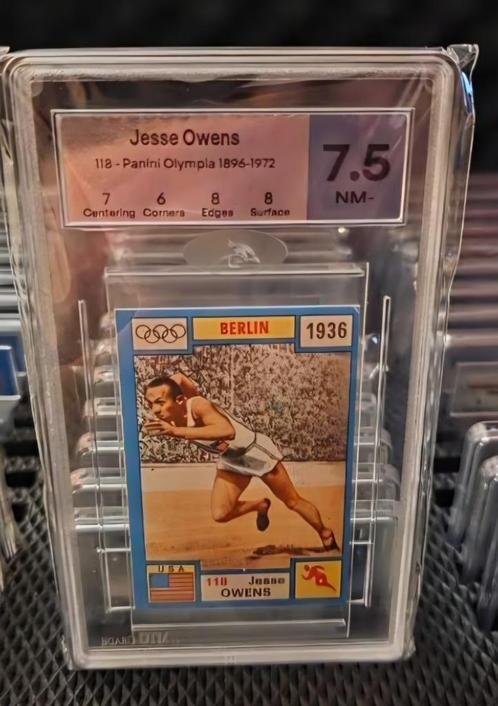 Jesse Owens
118 - Panini Olympia 1896-1972
7 6 8 8
Centering Corners Edges Surface
7.5
NM-
BERLIN
1936
USA
118 Jesse
OWENS